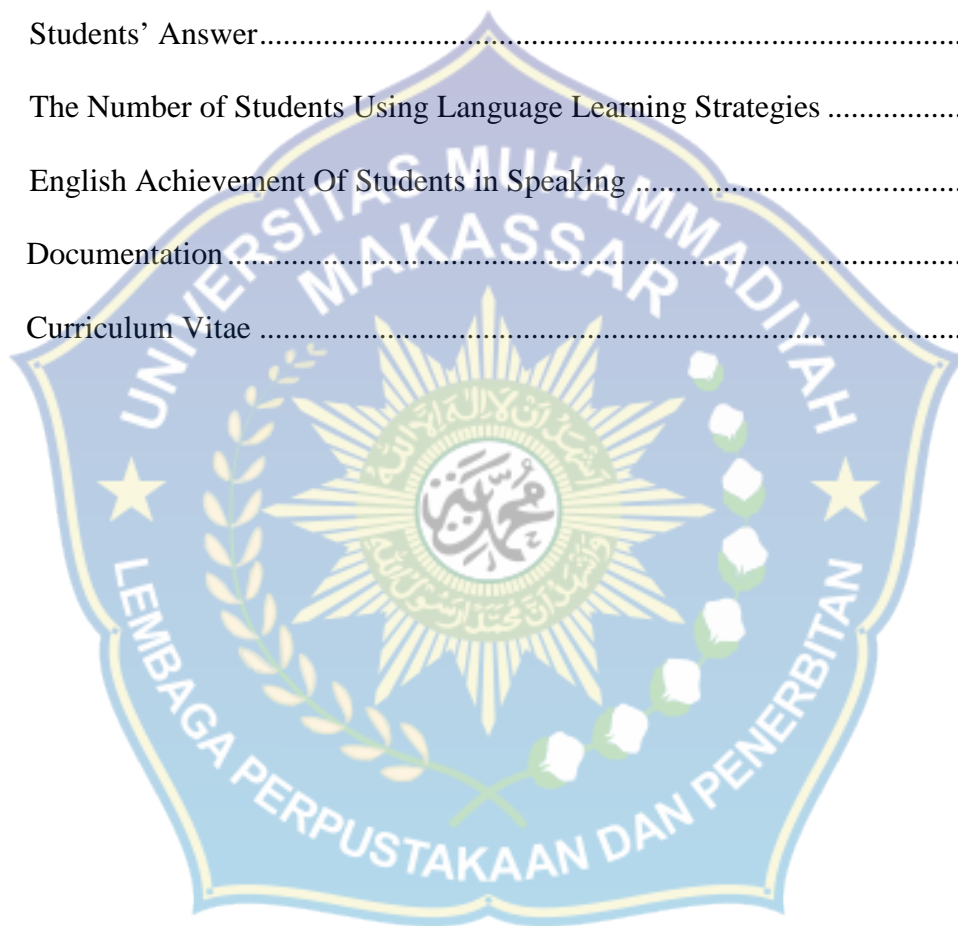 Students’ Answer........................................................................................
The Number of Students Using Language Learning Strategies ................
English Achievement Of Students in Speaking ........................................
Documentation ...........................................................................................
Curriculum Vitae .......................................................................................
UNIVERSITAS MUHAMMADIYAH
MAKASSAR
LEMBAGA PERPUSTAKAAN DAN PENERBITAN